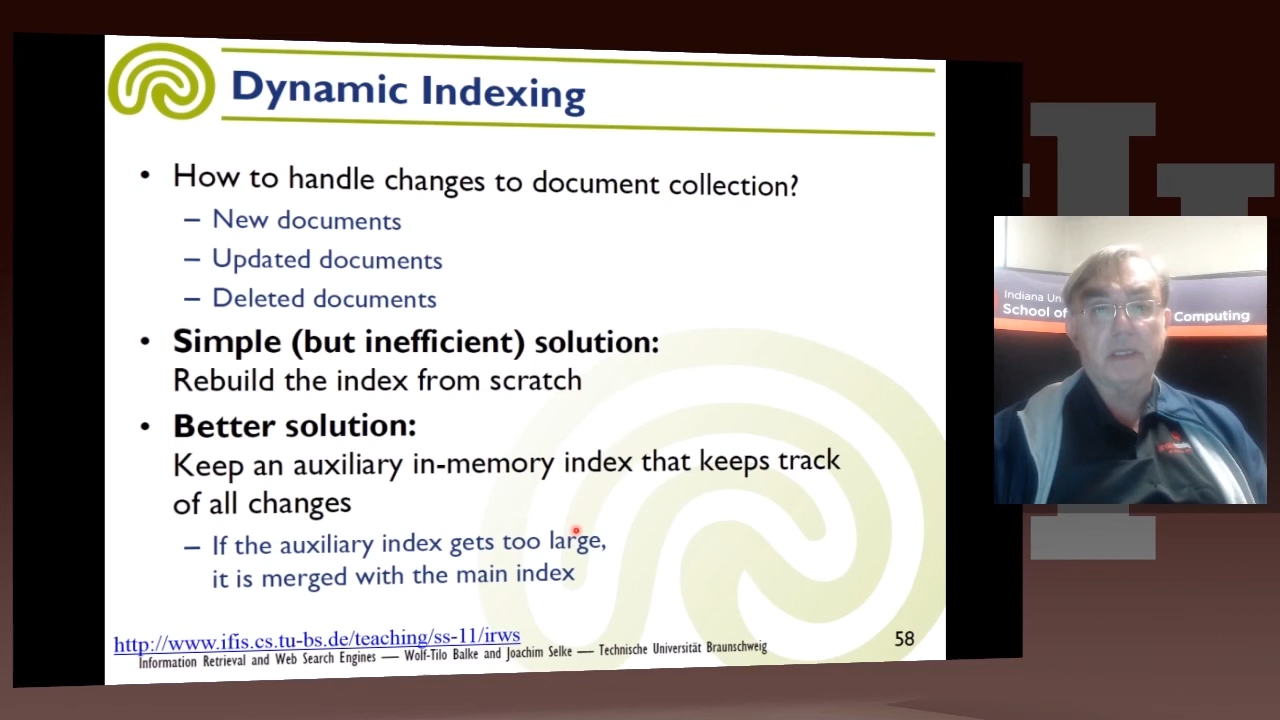 Dynamic Indexing
• How to handle changes to document collection?
– New documents
– Updated documents
– Deleted documents
• Simple (but inefficient) solution:
Rebuild the index from scratch
• Better solution:
Keep an auxiliary in-memory index that keeps track
of all changes
– If the auxiliary index gets too large,
it is merged with the main index
http://www.ifis.cs.tu-bs.de/teaching/ss-11/irws
58
Information Retrieval and Web Search Engines — Wolf-Tilo Balke and Joachim Selke — Technische Universität Braunschweig
Indiana Un
School of Computing